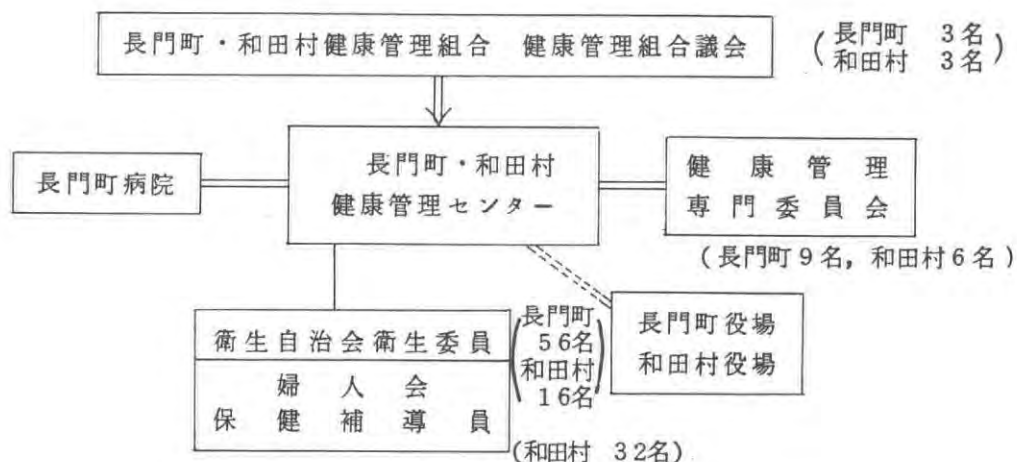 長門町・和田村健康管理組合 健康管理組合議会
(長門町 3名
和田村 3名)
長門町病院
長門町・和田村
健康管理センター
健康管理
専門委員会
(長門町9名,和田村6名)
衛生自治会衛生委員
婦人会
保健補導員
(長門町
56名
和田村
16名)
(和田村 32名)
長門町役場
和田村役場